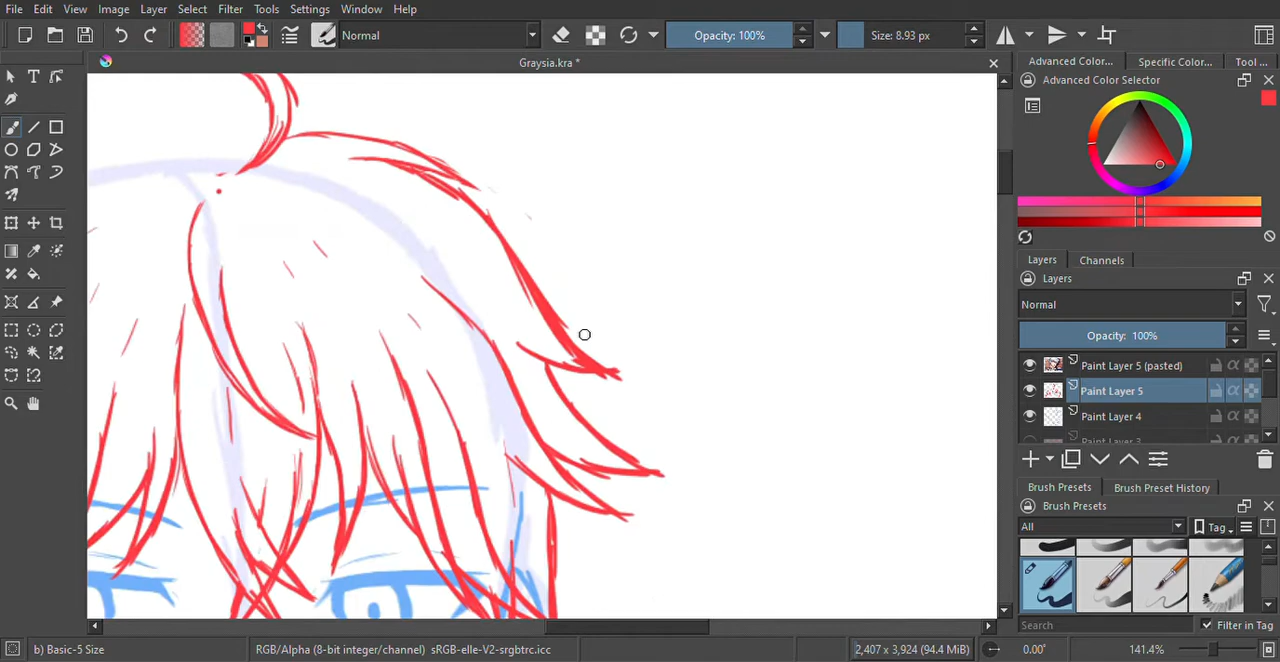 File Edit View Image Layer Select Filter Tools Settings Window Help
Normal
Opacity: 100%
Size: 8.93 px
Graysia.kra *
Advanced Color...
Specific Color...
Tool ...
Advanced Color Selector
Layers
Channels
Layers
Normal
Opacity: 100%
Paint Layer 5 (pasted)
Paint Layer 5
Paint Layer 4
Paint Layer 3
Brush Presets
Brush Preset History
Brush Presets
All
Tag
Search
Filter in Tag
b) Basic-5 Size
RGB/Alpha (8-bit integer/channel) sRGB-elle-V2-srgbtrc.icc
2,407 x 3,924 (94.4 MiB)
0.00°
141.4%